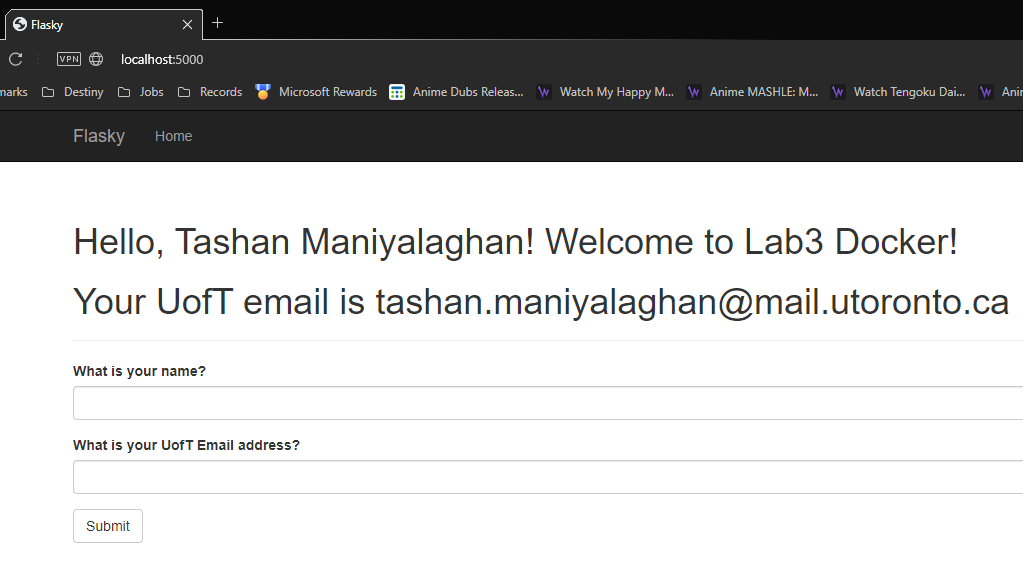 Flasky
VPN localhost:5000
marks Destiny Jobs Records Microsoft Rewards Anime Dubs Releas... Watch My Happy M... Anime MASHLE: M... Watch Tengoku Dai... Ani
Flasky Home
Hello, Tashan Maniyalaghan! Welcome to Lab3 Docker!
Your UofT email is tashan.maniyalaghan@mail.utoronto.ca
What is your name?
What is your UofT Email address?
Submit